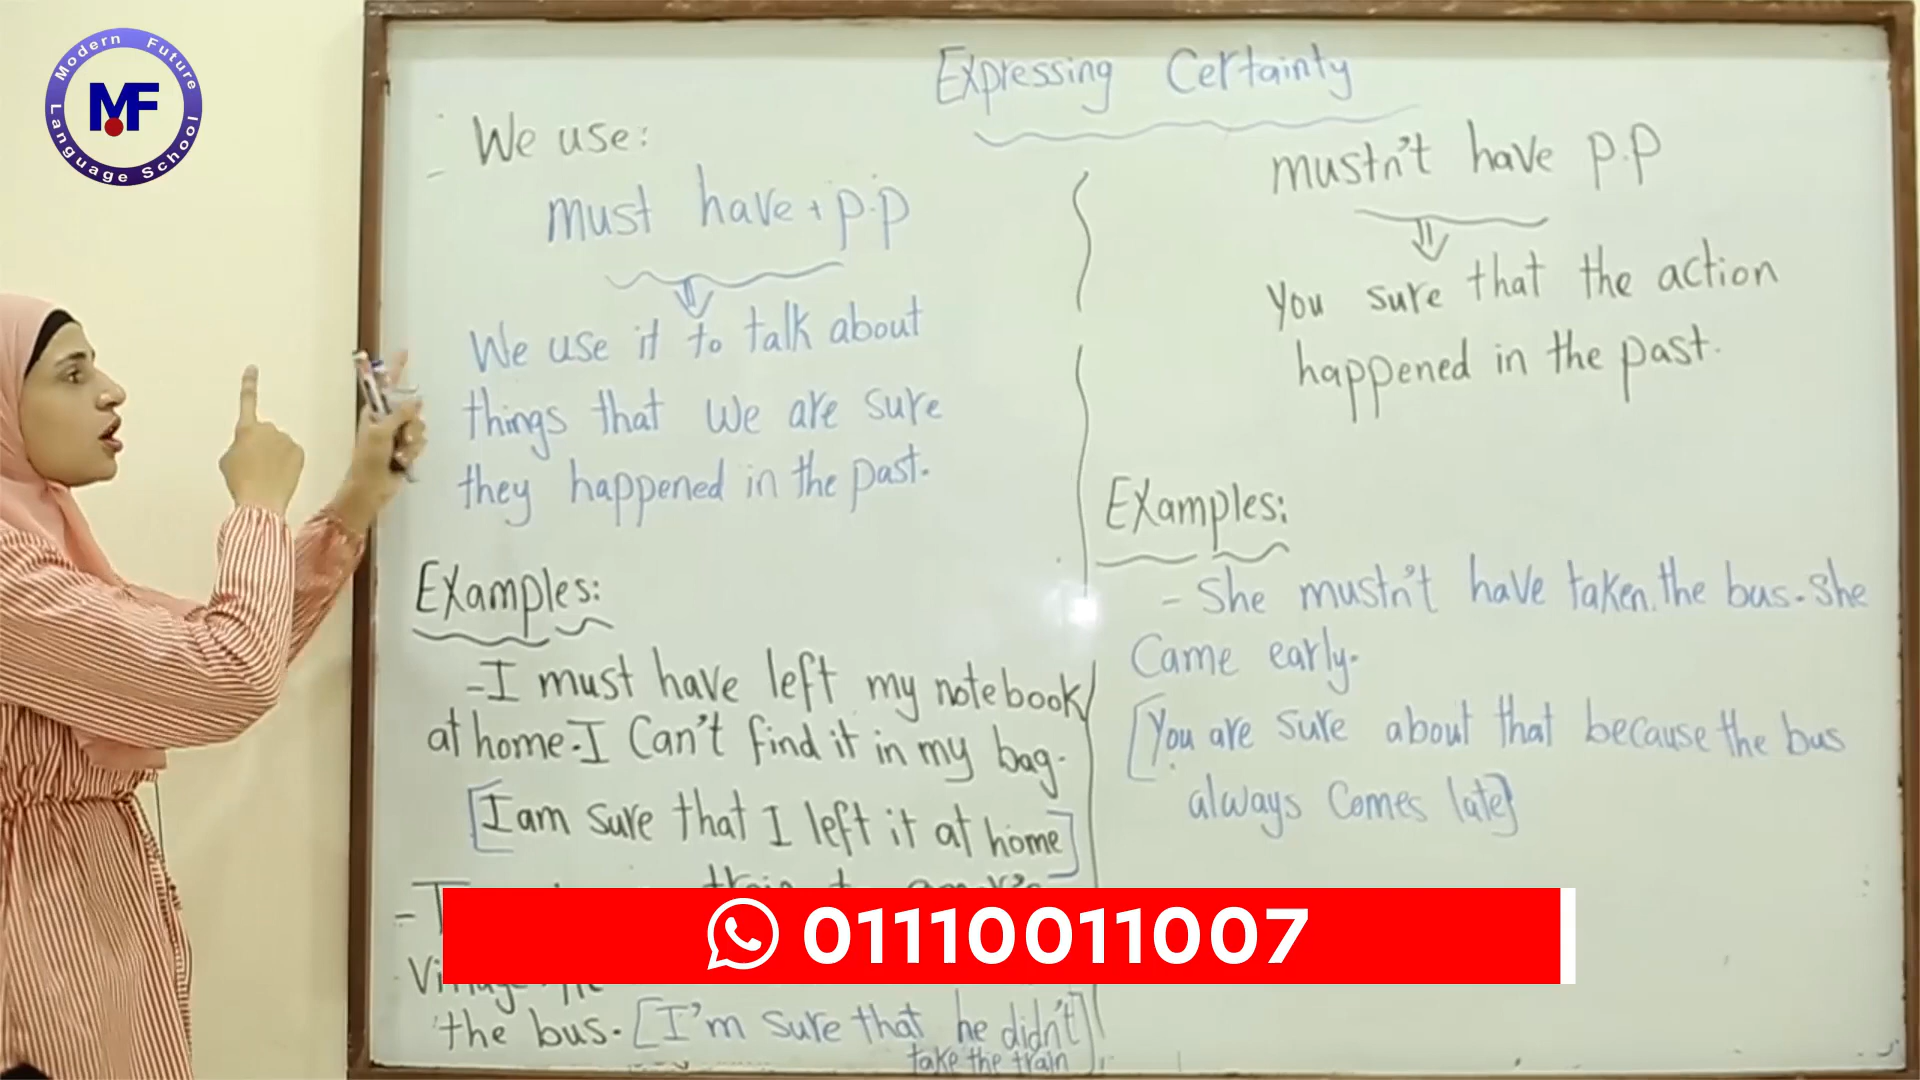 Modern Future
MF
Language School
Expressing Certainty
We use:
must have + p.p
We use it to talk about
things that we are sure
they happened in the past.
Examples:
- I must have left my notebook
at home. I Can't find it in my bag.
[I am sure that I left it at home]
the bus. [I'm sure that he didn't
take the train
mustn't have p.p
You sure that the action
happened in the past.
Examples:
- She mustn't have taken the bus. She
Came early.
[You are sure about that because the bus
always comes late]
01110011007